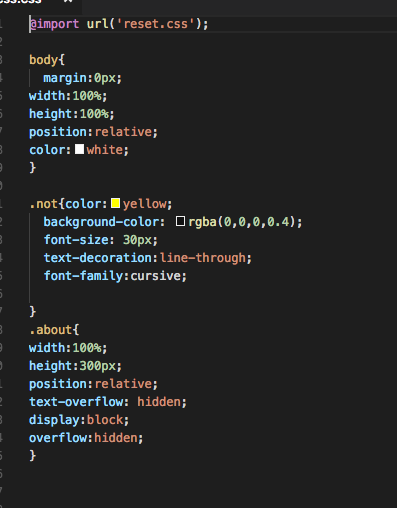 css.css
@import url('reset.css');
body{
margin:0px;
width:100%;
height:100%;
position:relative;
color:white;
}
.not{color:yellow;
background-color: rgba(0,0,0,0.4);
font-size: 30px;
text-decoration:line-through;
font-family:cursive;
}
.about{
width:100%;
height:300px;
position:relative;
text-overflow: hidden;
display:block;
overflow:hidden;
}